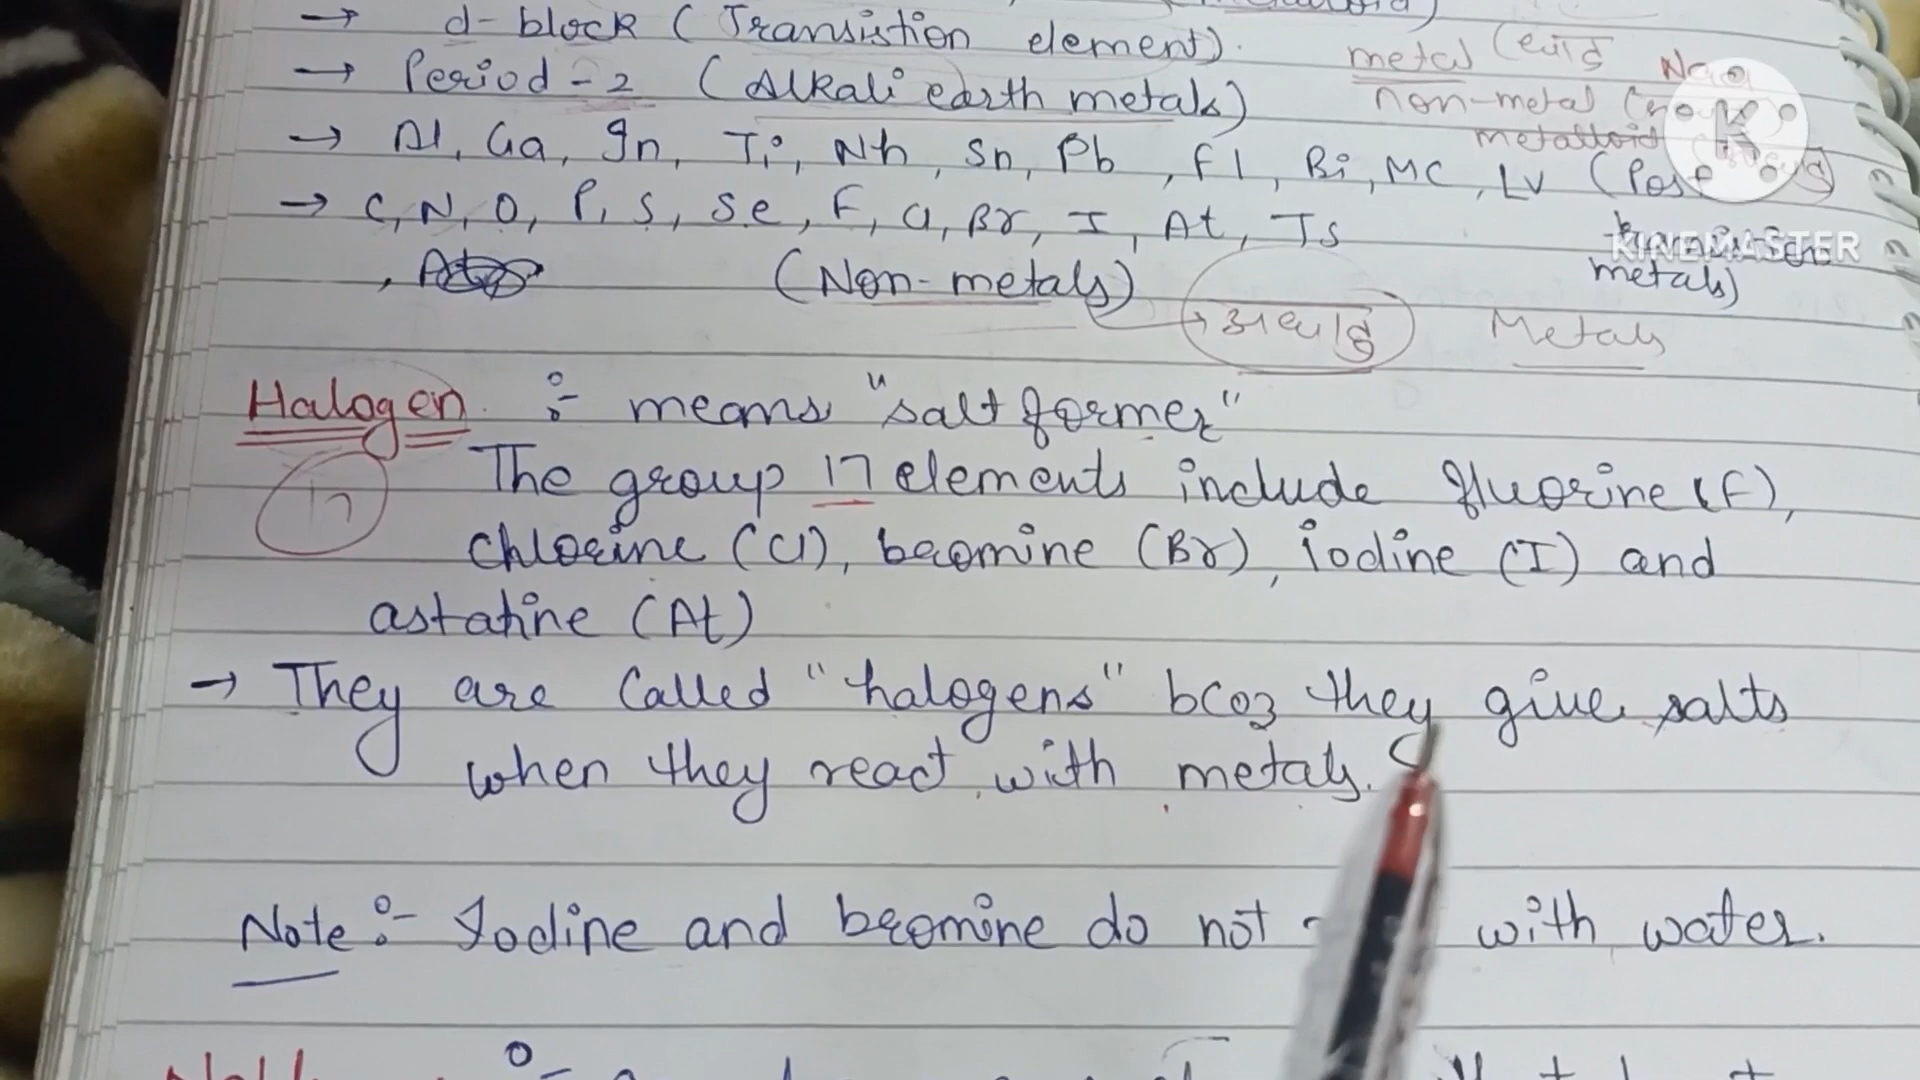 → d-block (Transistion element).
metal (धातु
→ Period-2 (Alkali earth metals)
non-metal
metalloid
→ Al, Ga, In, Ti, Nh, Sn, Pb, Fl, Bi, Mc, Lv (Post
transition
metals)
→ C, N, O, P, S, Se, F, Cl, Br, I, At, Ts
(Non-metals) → अधातु Metals
KINEMASTER
Halogen :- means "salt former"
17
The group 17 elements include fluorine (F),
chlorine (Cl), bromine (Br), iodine (I) and
astatine (At)
→ They are called "halogens" bcoz they give salts
when they react with metals.
Note :- Iodine and bromine do not with water.